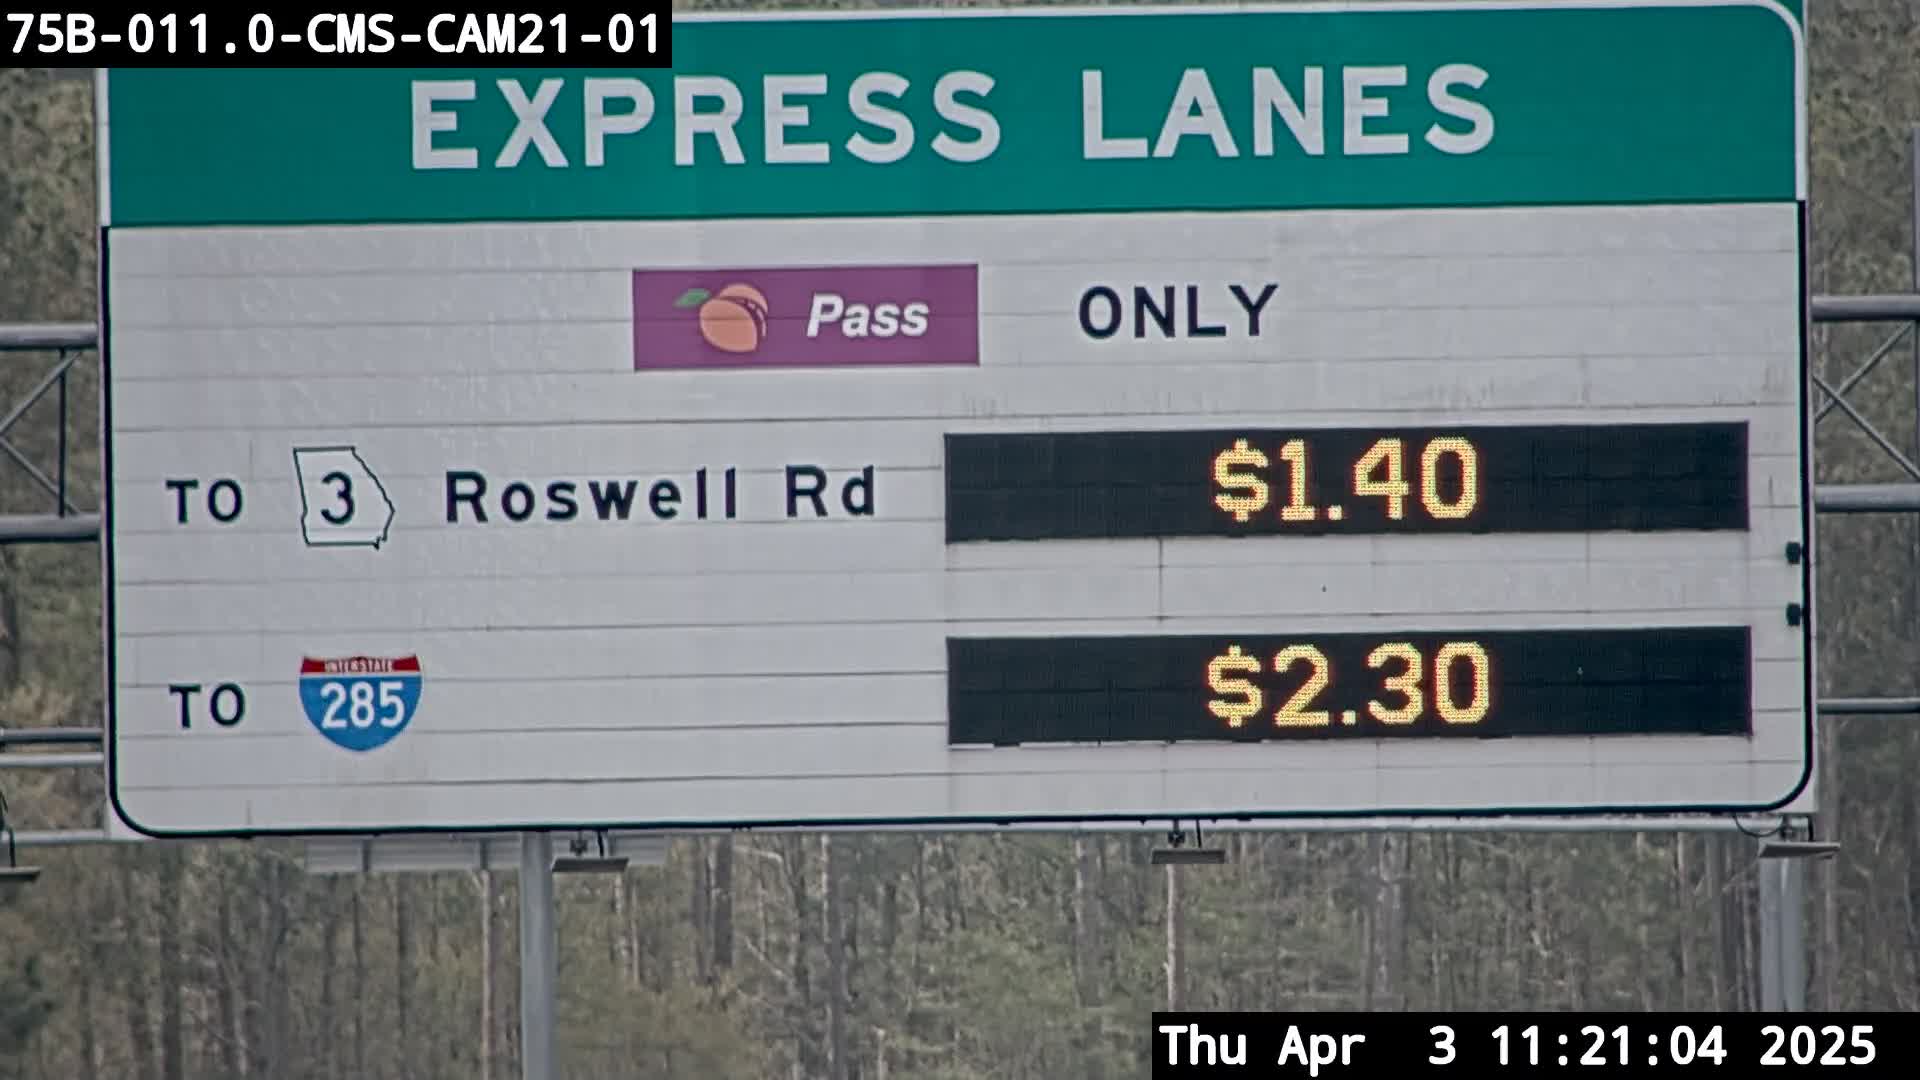 75B-011.0-CMS-CAM21-01
EXPRESS LANES
Pass ONLY
TO 3 Roswell Rd $1.40
TO INTERSTATE 285 $2.30
Thu Apr 3 11:21:04 2025